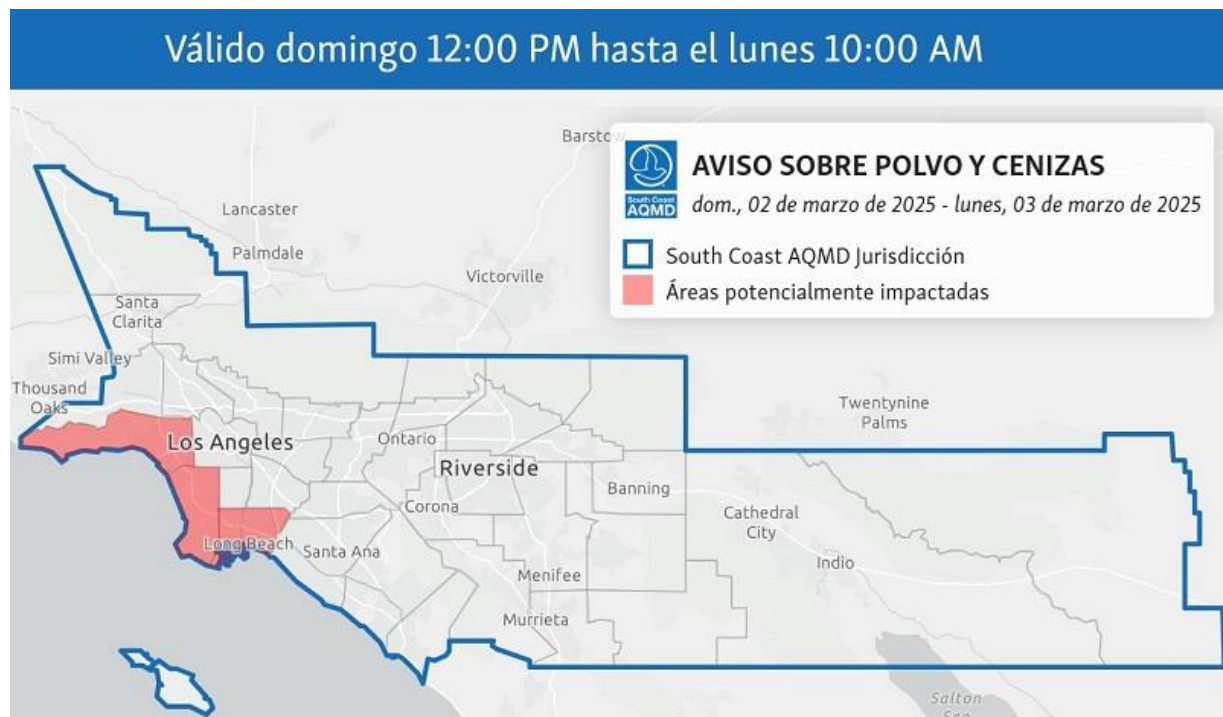 Válido domingo 12:00 PM hasta el lunes 10:00 AM
Barstow
AVISO SOBRE POLVO Y CENIZAS
South Coast
AQMD
dom., 02 de marzo de 2025 - lunes, 03 de marzo de 2025
South Coast AQMD Jurisdicción
Áreas potencialmente impactadas
Lancaster
Palmdale
Victorville
Santa
Clarita
Simi Valley
Thousand
Oaks
Twentynine
Palms
Los Angeles
Ontario
Riverside
Banning
Corona
Cathedral
City
Long Beach
Santa Ana
Indio
Menifee
Murrieta
Salton
Sea